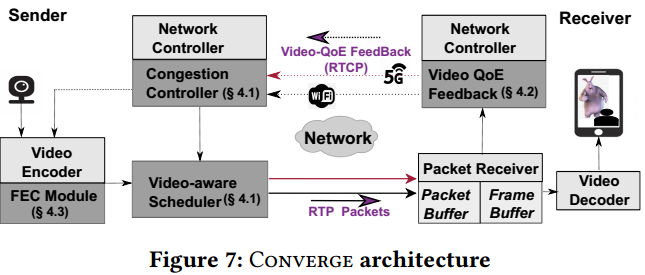 Sender
Receiver
Network
Controller
Congestion
Controller (§ 4.1)
Video-QoE FeedBack
(RTCP)
5G
WiFi
Network
Controller
Video QoE
Feedback (§ 4.2)
Network
Video
Encoder
FEC Module
(§ 4.3)
Video-aware
Scheduler (§ 4.1)
RTP Packets
Packet Receiver
Packet
Buffer
Frame
Buffer
Video
Decoder
Figure 7: CONVERGE architecture